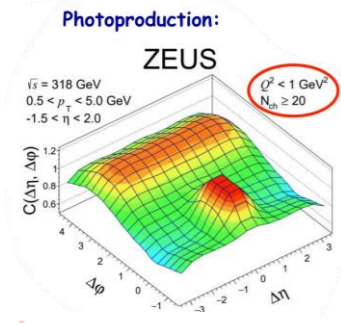 Photoproduction:
ZEUS
√s = 318 GeV
0.5 < p_T < 5.0 GeV
-1.5 < η < 2.0
Q² < 1 GeV²
N_ch ≥ 20
C(Δη, Δφ)
1.2
1
0.8
0.6
4
3
2
1
0
−1
Δφ
−3
−2
−1
0
1
2
3
Δη